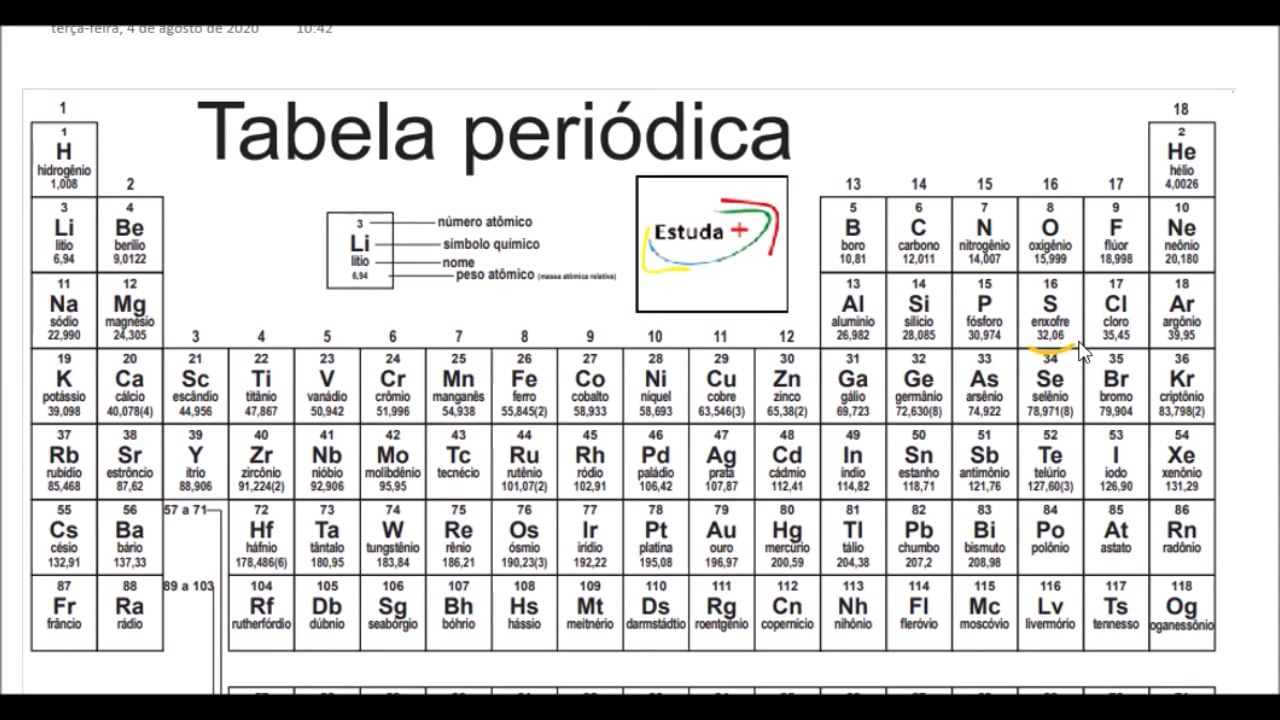 terça-feira, 4 de agosto de 2020 10:42
1 18
Tabela periódica
1 2
H He
hidrogênio hélio
1,008 2 13 14 15 16 17 4,0026
3 4 5 6 7 8 9 10
Li Be B C N O F Ne
lítio berílio boro carbono nitrogênio oxigênio flúor neônio
6,94 9,0122 10,81 12,011 14,007 15,999 18,998 20,180
3 número atômico
Li símbolo químico
lítio nome
6,94 peso atômico (massa atômica relativa)
Estuda +
11 12 13 14 15 16 17 18
Na Mg Al Si P S Cl Ar
sódio magnésio alumínio silício fósforo enxofre cloro argônio
22,990 24,305 3 4 5 6 7 8 9 10 11 12 26,982 28,085 30,974 32,06 35,45 39,95
19 20 21 22 23 24 25 26 27 28 29 30 31 32 33 34 35 36
K Ca Sc Ti V Cr Mn Fe Co Ni Cu Zn Ga Ge As Se Br Kr
potássio cálcio escândio titânio vanádio crômio manganês ferro cobalto níquel cobre zinco gálio germânio arsênio selênio bromo criptônio
39,098 40,078(4) 44,956 47,867 50,942 51,996 54,938 55,845(2) 58,933 58,693 63,546(3) 65,38(2) 69,723 72,630(8) 74,922 78,971(8) 79,904 83,798(2)
37 38 39 40 41 42 43 44 45 46 47 48 49 50 51 52 53 54
Rb Sr Y Zr Nb Mo Tc Ru Rh Pd Ag Cd In Sn Sb Te I Xe
rubídio estrôncio ítrio zircônio nióbio molibdênio tecnécio rutênio ródio paládio prata cádmio índio estanho antimônio telúrio iodo xenônio
85,468 87,62 88,906 91,224(2) 92,906 95,95 101,07(2) 102,91 106,42 107,87 112,41 114,82 118,71 121,76 127,60(3) 126,90 131,29
55 56 57 a 71 72 73 74 75 76 77 78 79 80 81 82 83 84 85 86
Cs Ba Hf Ta W Re Os Ir Pt Au Hg Tl Pb Bi Po At Rn
césio bário háfnio tântalo tungstênio rênio ósmio irídio platina ouro mercúrio tálio chumbo bismuto polônio astato radônio
132,91 137,33 178,486(6) 180,95 183,84 186,21 190,23(3) 192,22 195,08 196,97 200,59 204,38 207,2 208,98
87 88 89 a 103 104 105 106 107 108 109 110 111 112 113 114 115 116 117 118
Fr Ra Rf Db Sg Bh Hs Mt Ds Rg Cn Nh Fl Mc Lv Ts Og
frâncio rádio rutherfórdio dúbnio seabórgio bóhrio hássio meitnério darmstádtio roentgênio copernício nihônio fleróvio moscóvio livermório tennesso oganessônio